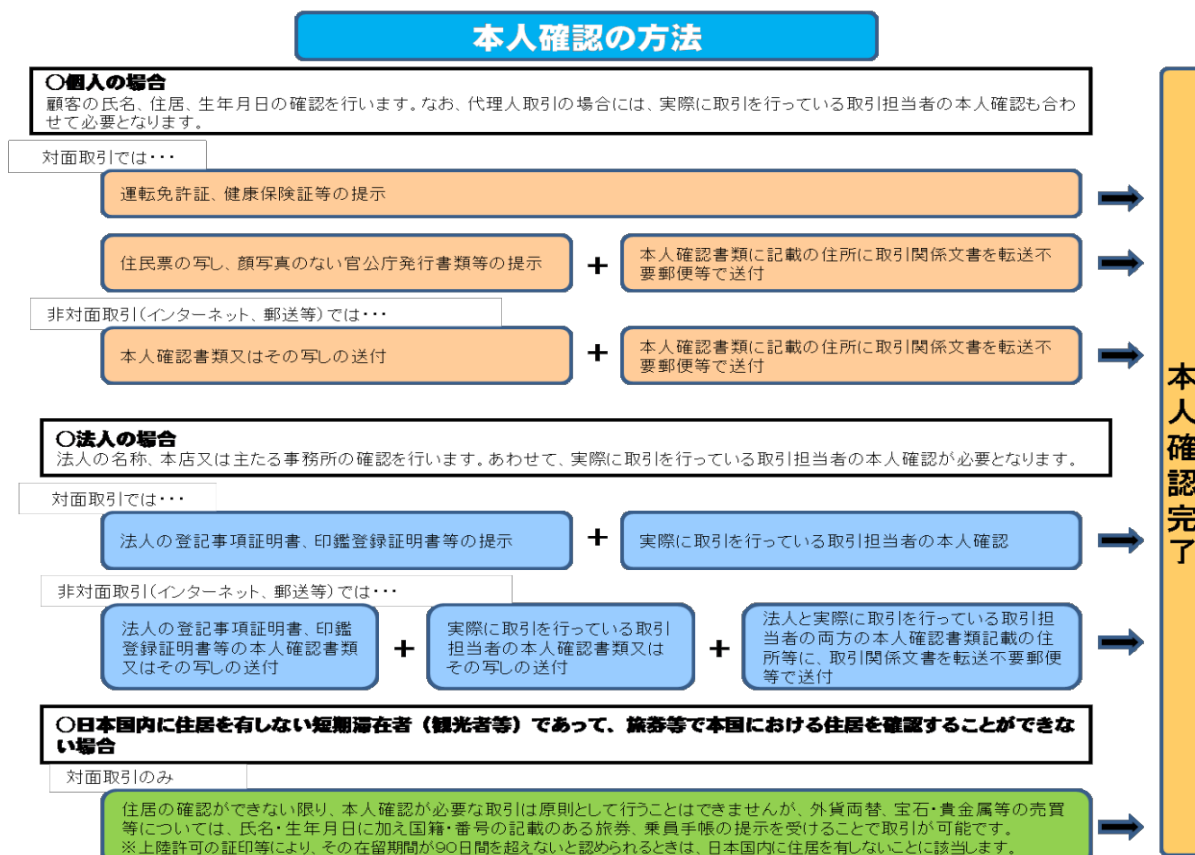 本人確認の方法
○個人の場合
顧客の氏名、住居、生年月日の確認を行います。なお、代理人取引の場合には、実際に取引を行っている取引担当者の本人確認も合わ
せて必要となります。
対面取引では・・・
運転免許証、健康保険証等の提示
住民票の写し、顔写真のない官公庁発行書類等の提示
+
本人確認書類に記載の住所に取引関係文書を転送不
要郵便等で送付
非対面取引(インターネット、郵送等)では・・・
本人確認書類又はその写しの送付
+
本人確認書類に記載の住所に取引関係文書を転送不
要郵便等で送付
○法人の場合
法人の名称、本店又は主たる事務所の確認を行います。あわせて、実際に取引を行っている取引担当者の本人確認が必要となります。
対面取引では・・・
法人の登記事項証明書、印鑑登録証明書等の提示
+
実際に取引を行っている取引担当者の本人確認
非対面取引(インターネット、郵送等)では・・・
法人の登記事項証明書、印鑑
登録証明書等の本人確認書類
又はその写しの送付
+
実際に取引を行っている取引
担当者の本人確認書類又は
その写しの送付
+
法人と実際に取引を行っている取引担
当者の両方の本人確認書類記載の住
所等に、取引関係文書を転送不要郵便
等で送付
○日本国内に住居を有しない短期滞在者(観光者等)であって、旅券等で本国における住居を確認することができな
い場合
対面取引のみ
住居の確認ができない限り、本人確認が必要な取引は原則として行うことはできませんが、外貨両替、宝石・貴金属等の売買
等については、氏名・生年月日に加え国籍・番号の記載のある旅券、乗員手帳の提示を受けることで取引が可能です。
※上陸許可の証印等により、その在留期間が90日間を超えないと認められるときは、日本国内に住居を有しないことに該当します。
本人確認完了